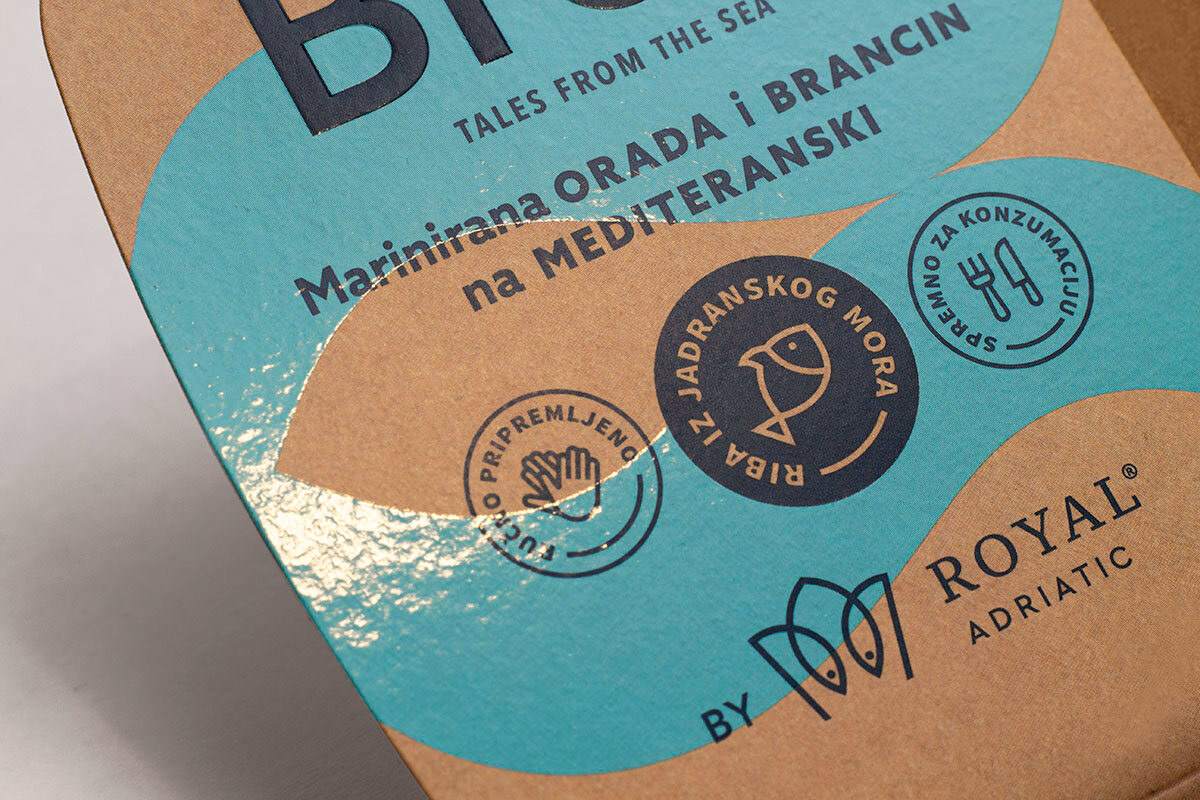 TALES FROM THE SEA
Marinirana ORADA i BRANCIN
na MEDITERANSKI
SPREMNO ZA KONZUMACIJU
RIBA IZ JADRANSKOG MORA
RUČNO PRIPREMLJENO
BY
ROYAL®
ADRIATIC